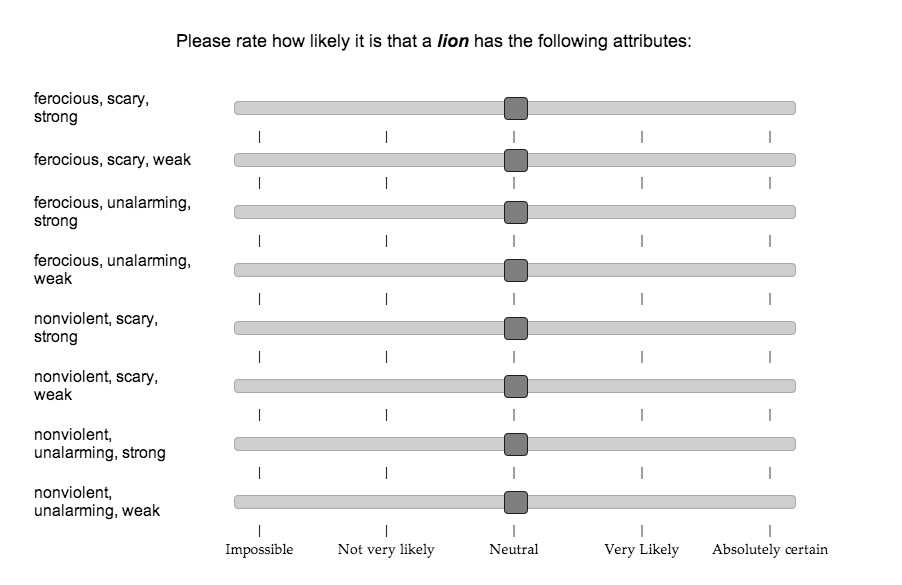 Please rate how likely it is that a lion has the following attributes:
ferocious, scary,
strong
ferocious, scary, weak
ferocious, unalarming,
strong
ferocious, unalarming,
weak
nonviolent, scary,
strong
nonviolent, scary,
weak
nonviolent,
unalarming, strong
nonviolent,
unalarming, weak
Impossible Not very likely Neutral Very Likely Absolutely certain